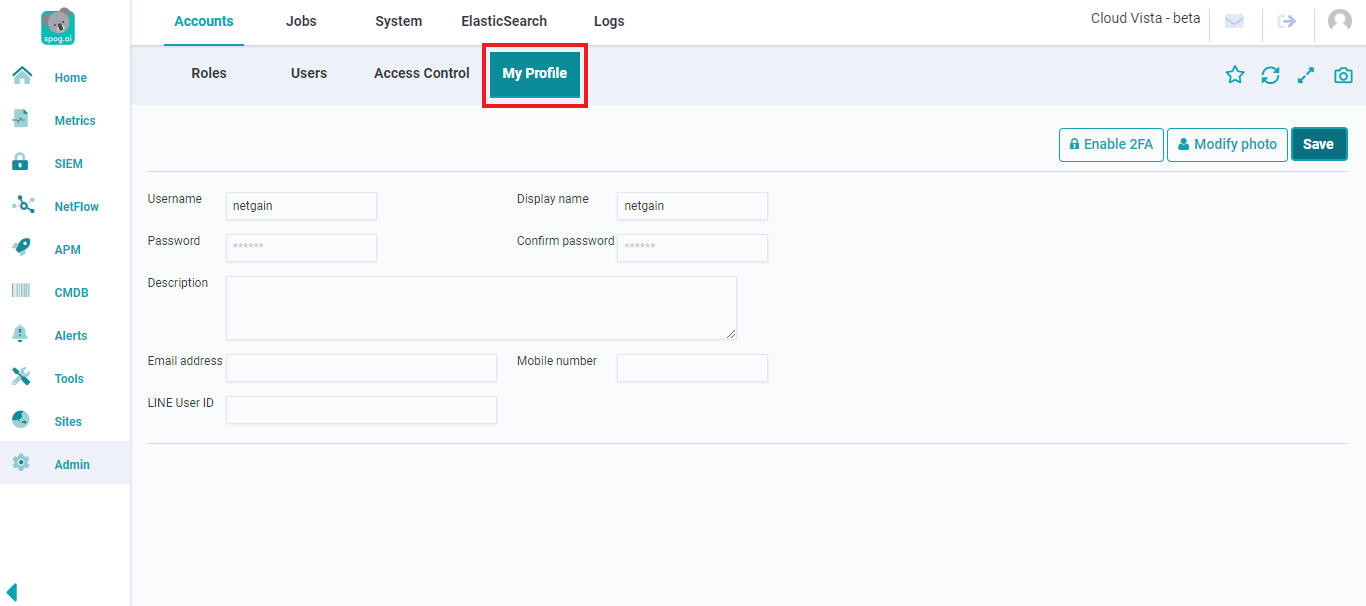 spog.ai
Accounts Jobs System ElasticSearch Logs
Cloud Vista - beta
Roles Users Access Control My Profile
Home
Metrics
SIEM
NetFlow
APM
CMDB
Alerts
Tools
Sites
Admin
Enable 2FA Modify photo Save
Username netgain Display name netgain
Password ****** Confirm password ******
Description
Email address Mobile number
LINE User ID